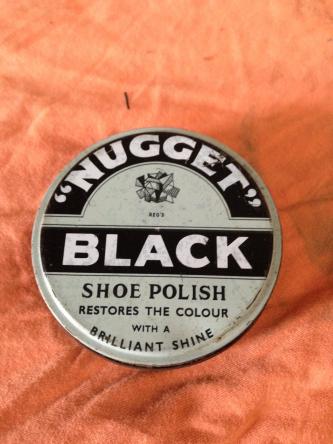 "NUGGET"
REG'D
BLACK
SHOE POLISH
RESTORES THE COLOUR
WITH A
BRILLIANT SHINE